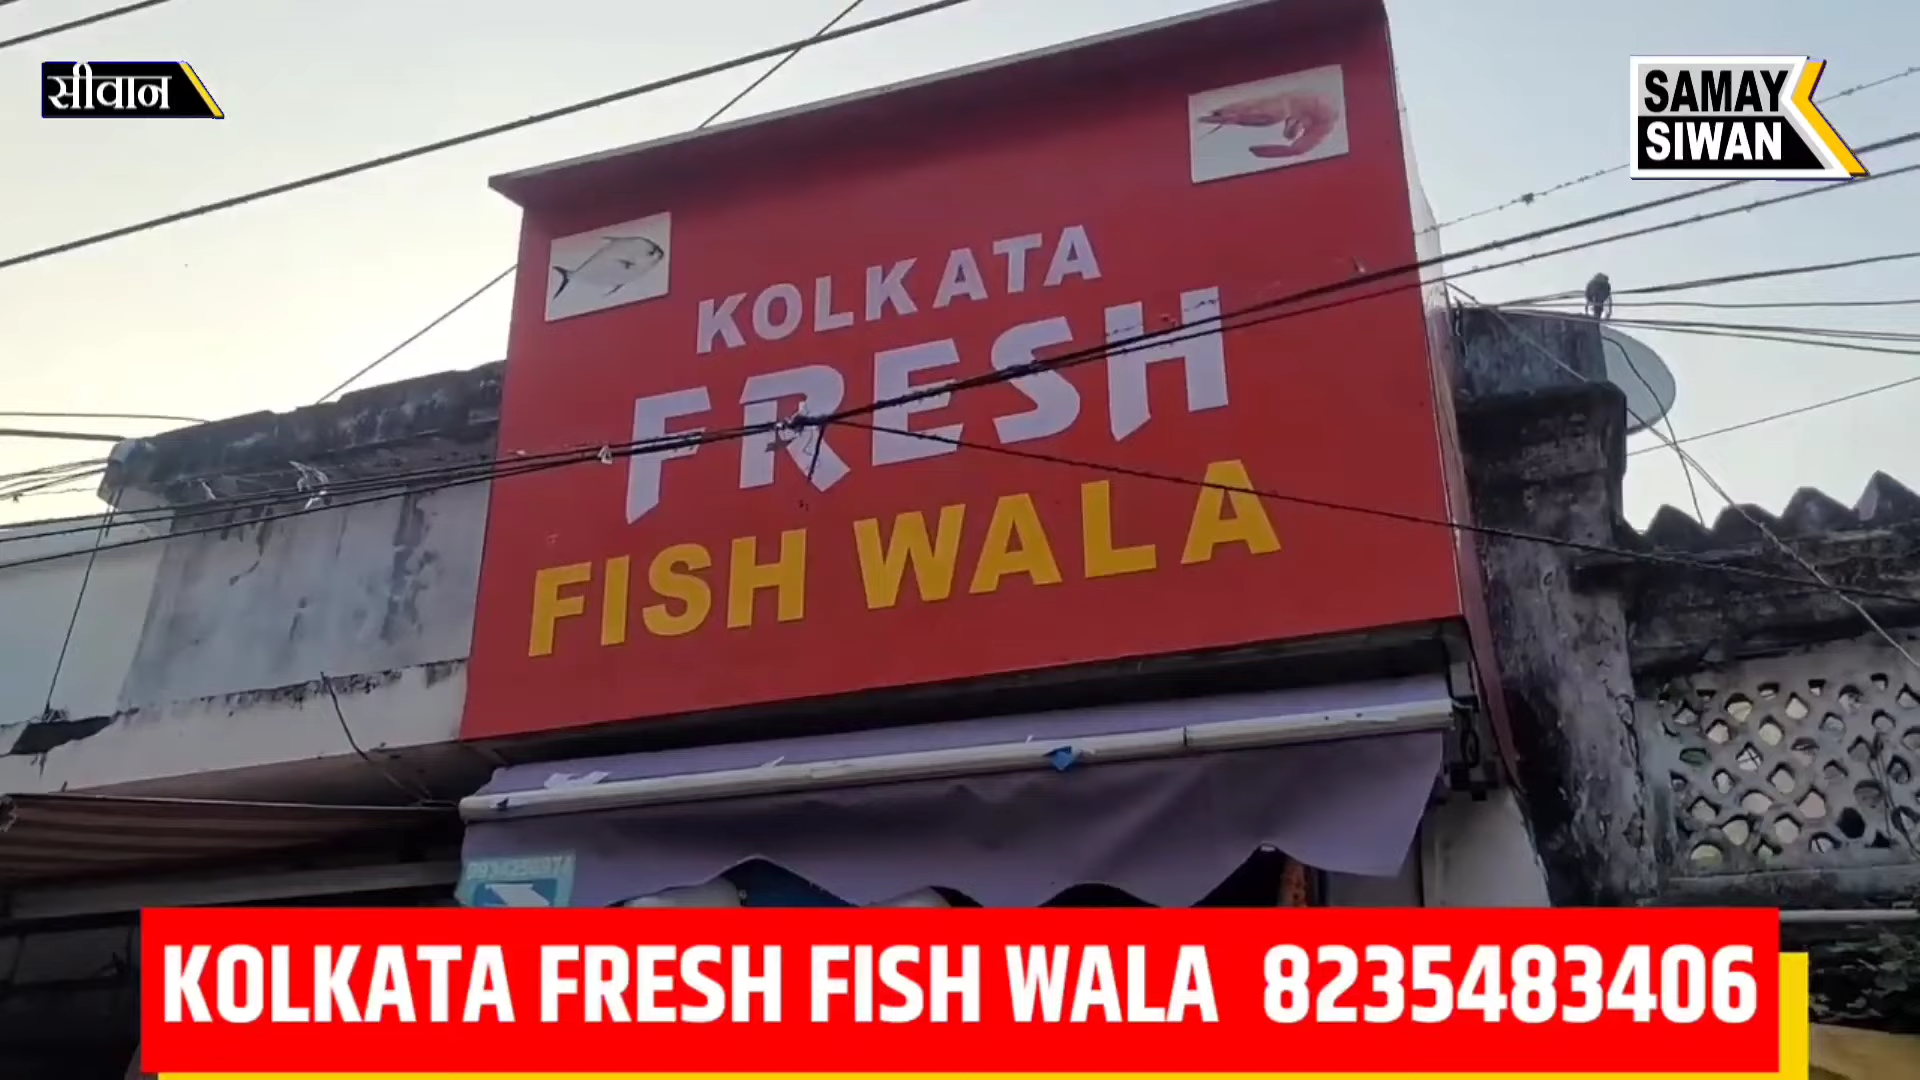 सीवान
SAMAY
SIWAN
KOLKATA
FRESH
FISH WALA
KOLKATA FRESH FISH WALA 8235483406